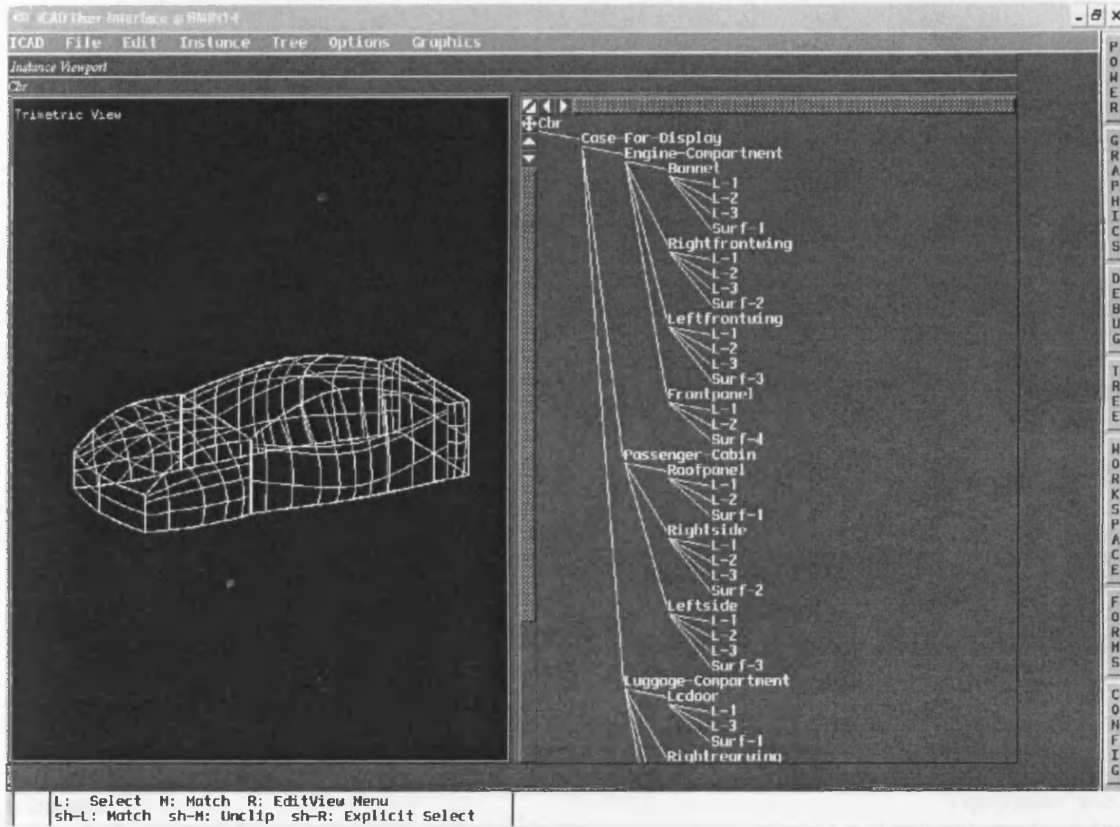 ICAD User Interface @ BMIN14
ICAD File Edit Instance Tree Options Graphics
Instance Viewport
Cbr
Trimetric View
Cbr
Case-For-Display
Engine-Compartment
Bonnet
L-1
L-2
L-3
Surf-1
Rightfrontwing
L-1
L-2
L-3
Surf-2
Leftfrontwing
L-1
L-2
L-3
Surf-3
Frontpanel
L-1
L-2
Surf-4
Passenger-Cabin
Roofpanel
L-1
L-2
Surf-1
Rightside
L-1
L-2
L-3
Surf-2
Leftside
L-1
L-2
L-3
Surf-3
Luggage-Compartment
Lcdoor
L-1
L-3
Surf-1
Rightrearwing
POWER
GRAPHICS
DEBUG
TREE
WORKSPACE
FORMS
CONFIG
L: Select M: Match R: EditView Menu
sh-L: Match sh-M: Unclip sh-R: Explicit Select